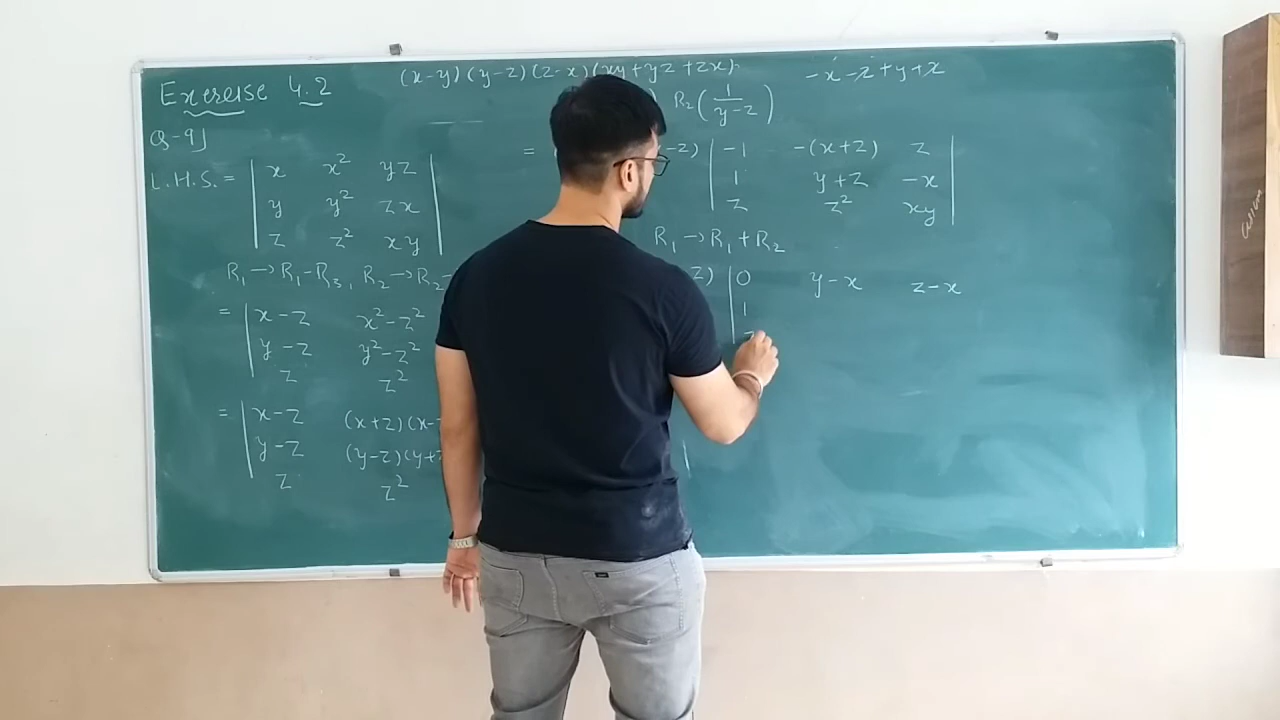 Exercise 4.2
(x-y)(y-z)(z-x)(xy+yz+zx).
-x-z+y+z
Q-9]
L.H.S. = | x x² yz |
| y y² zx |
| z z² xy |
R₁→R₁-R₃, R₂→R₂-
= | x-z x²-z²
| y-z y²-z²
| z z²
= | x-z (x+z)(x-
| y-z (y-z)(y+z
| z z²
) R₂(1/(y-z))
= -z) | -1 -(x+z) z |
| 1 y+z -x |
| z z² xy |
R₁→R₁+R₂
z) | 0 y-x z-x
| 1